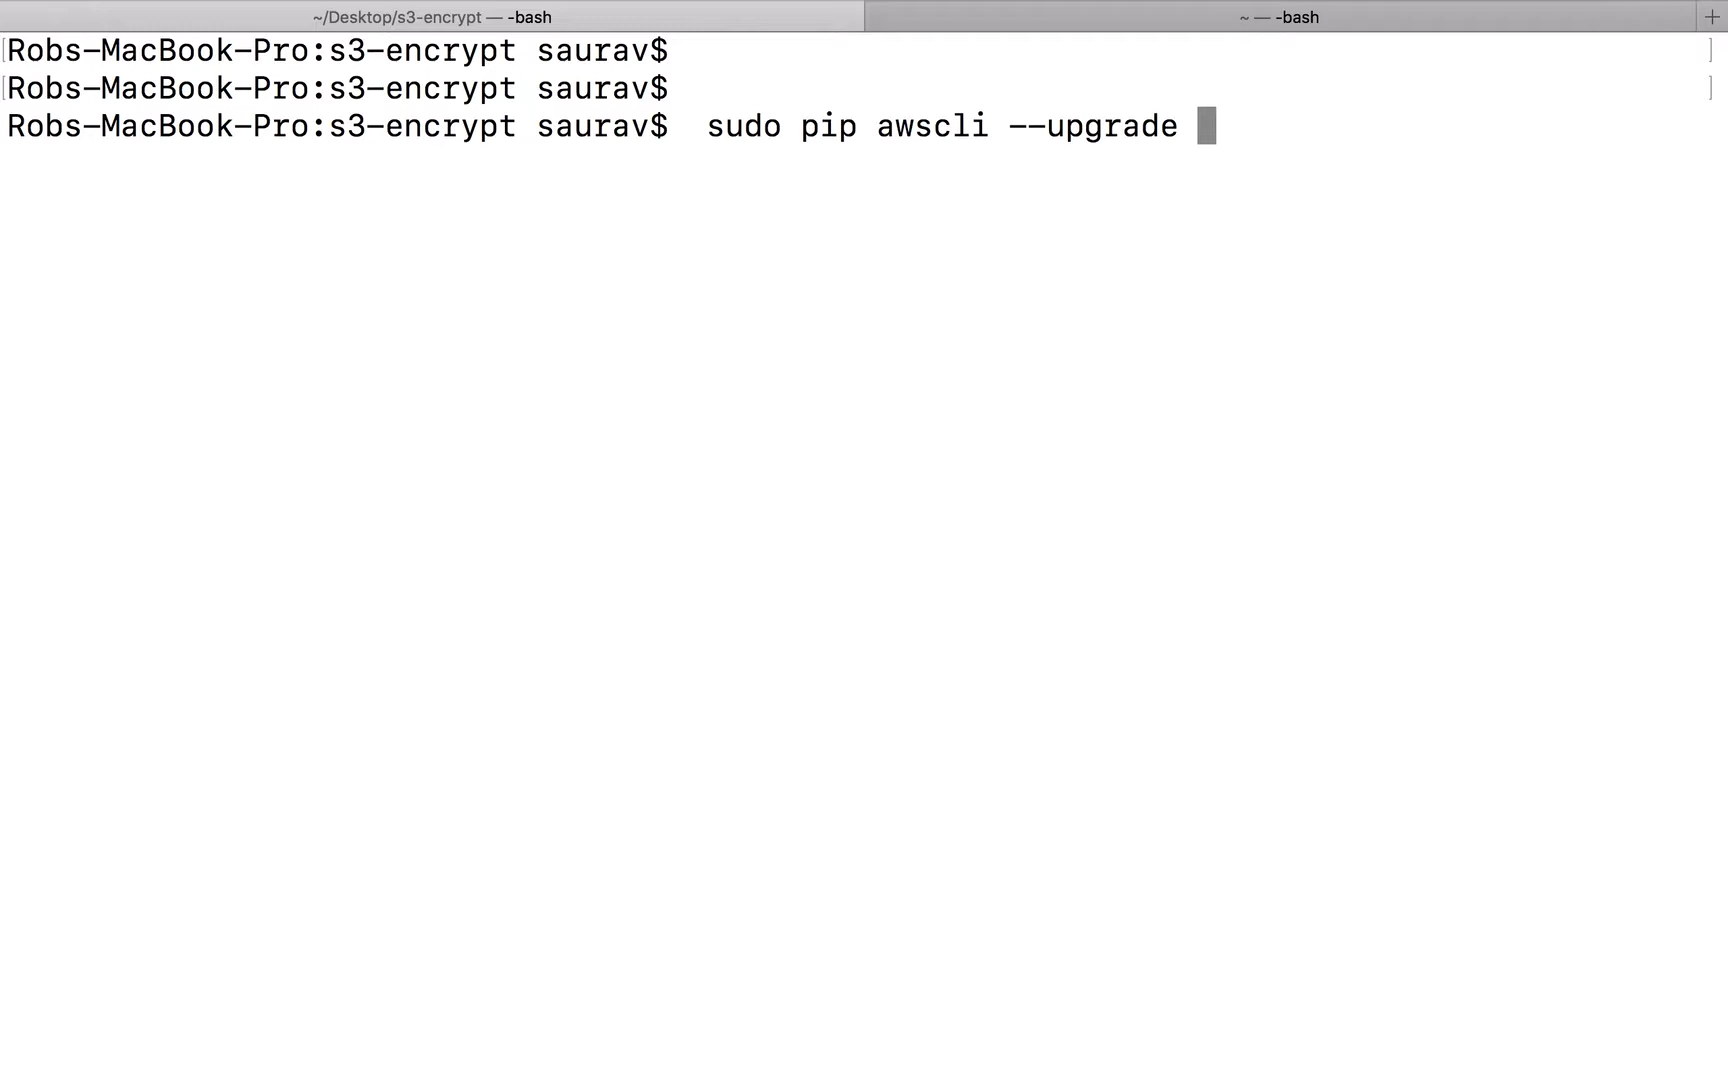 ~/Desktop/s3-encrypt — -bash
~ — -bash
+
[Robs-MacBook-Pro:s3-encrypt saurav$ ]
[Robs-MacBook-Pro:s3-encrypt saurav$ ]
Robs-MacBook-Pro:s3-encrypt saurav$  sudo pip awscli --upgrade